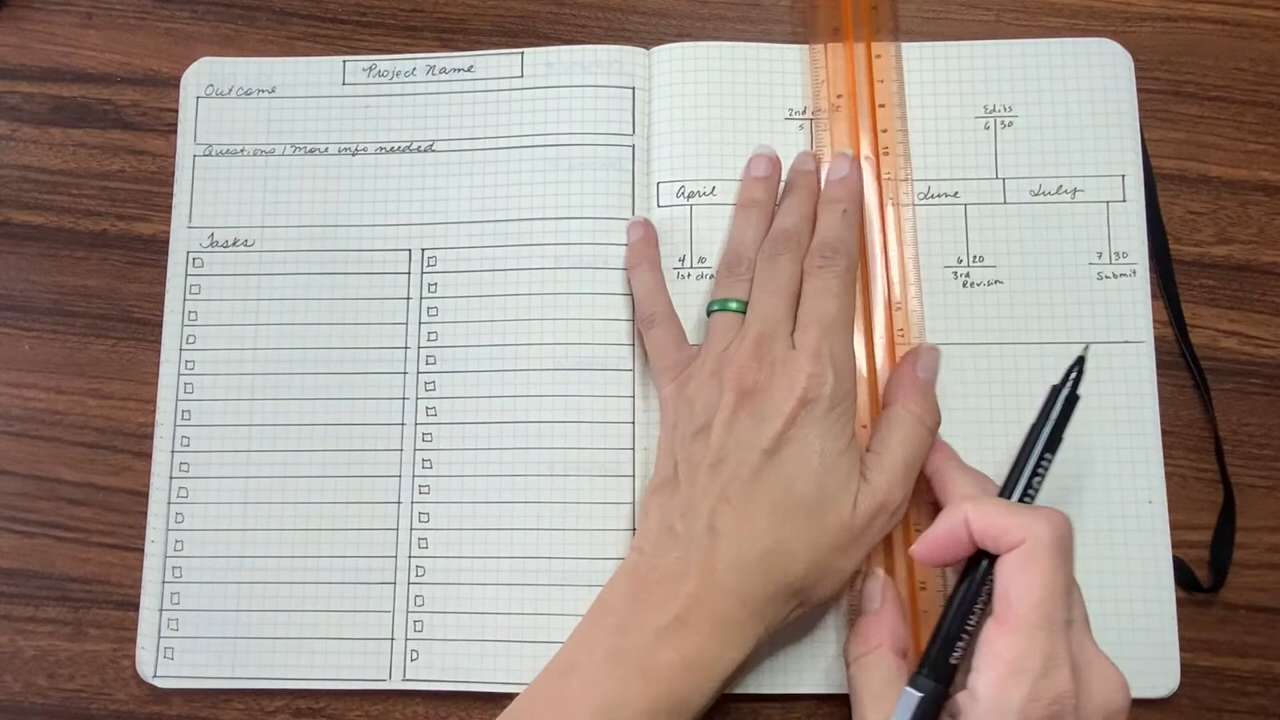 Project Name
Outcome
Questions / More info needed
Tasks
2nd
5
Edits
6 30
April
June
July
4 10
1st dra
6 20
3rd
Revision
7 30
Submit